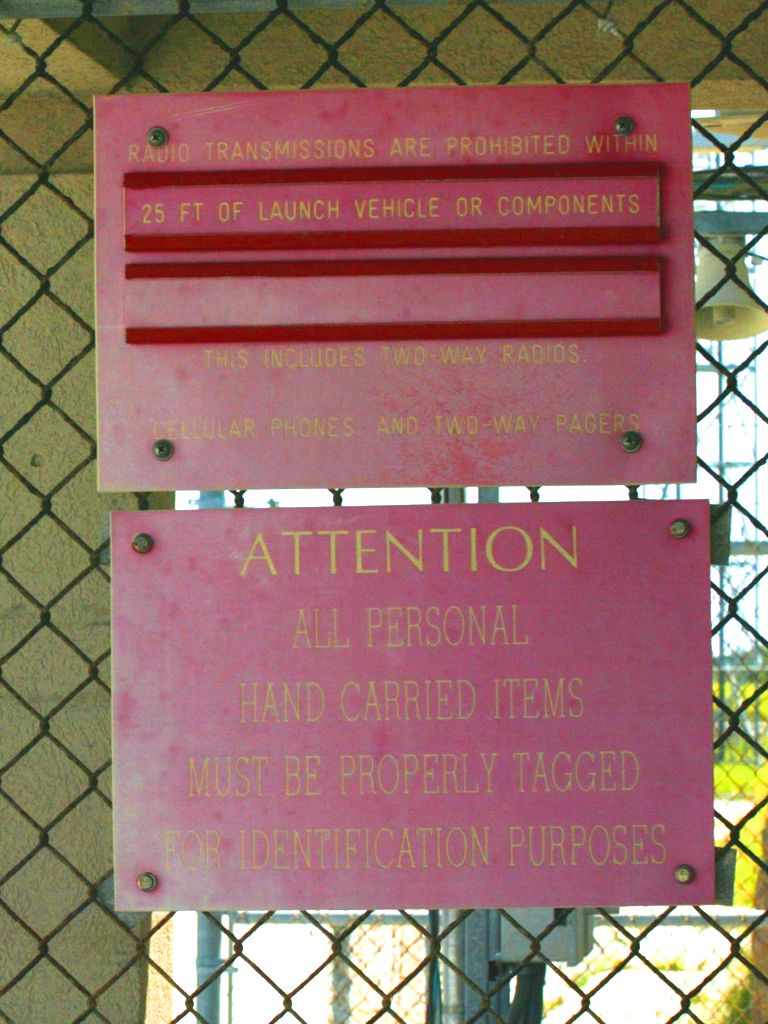 RADIO TRANSMISSIONS ARE PROHIBITED WITHIN
25 FT OF LAUNCH VEHICLE OR COMPONENTS
THIS INCLUDES TWO-WAY RADIOS.
CELLULAR PHONES. AND TWO-WAY PAGERS
ATTENTION
ALL PERSONAL
HAND CARRIED ITEMS
MUST BE PROPERLY TAGGED
FOR IDENTIFICATION PURPOSES